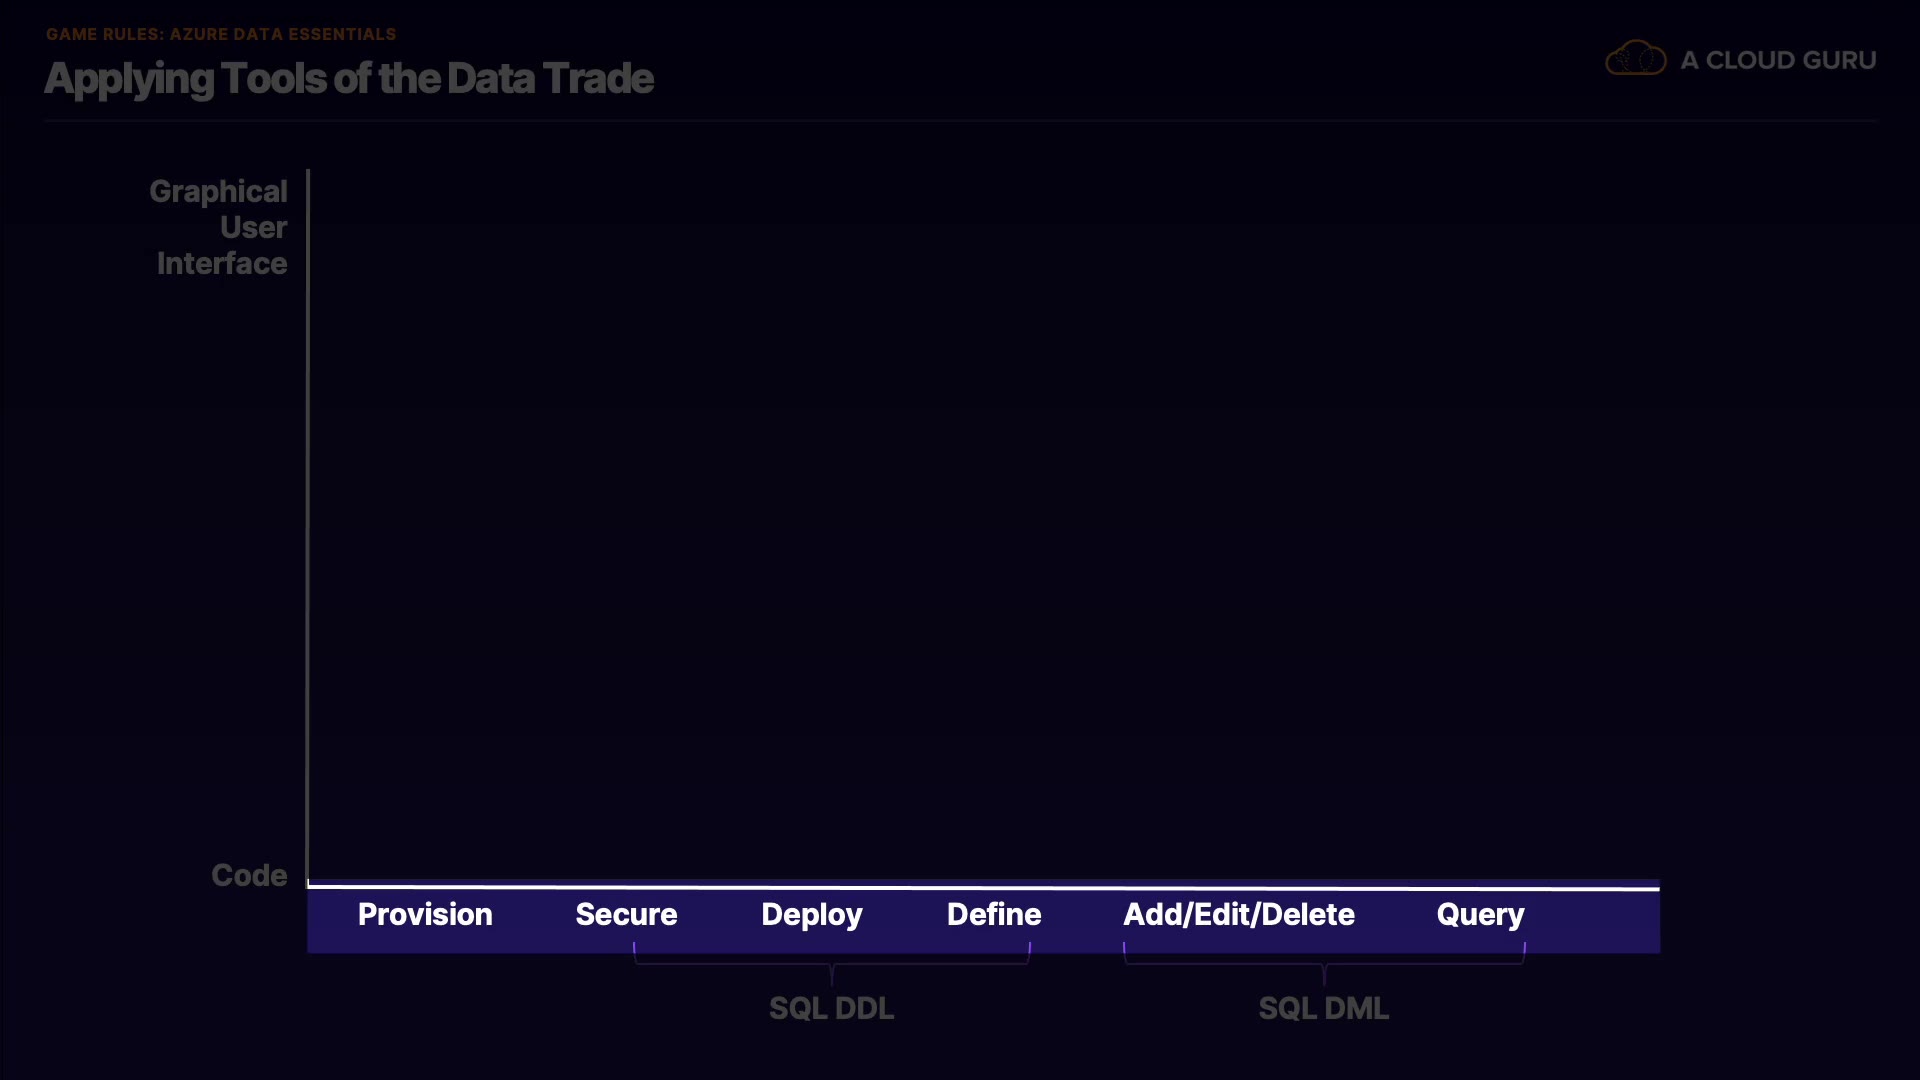 GAME RULES: AZURE DATA ESSENTIALS
Applying Tools of the Data Trade
A CLOUD GURU
Graphical
User
Interface
Code
Provision Secure Deploy Define Add/Edit/Delete Query
SQL DDL SQL DML